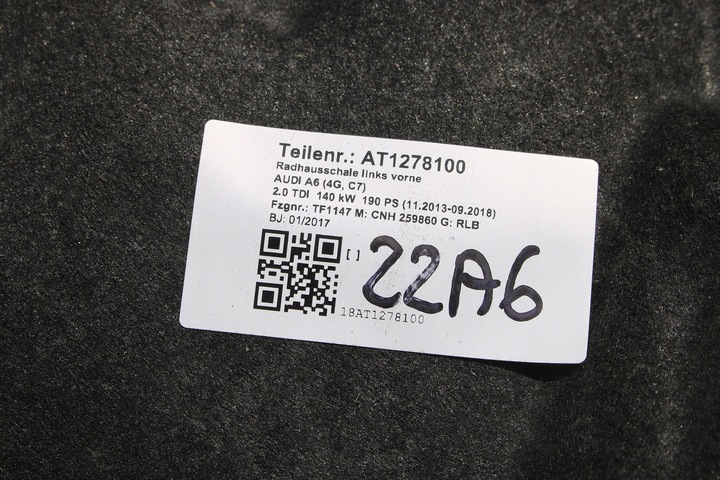 Teilenr.: AT1278100
Radhausschale links vorne
AUDI A6 (4G, C7)
2.0 TDI 140 kW 190 PS (11.2013-09.2018)
Fzgnr.: TF1147 M: CNH 259860 G: RLB
BJ: 01/2017
[ ] 22A6
18AT1278100